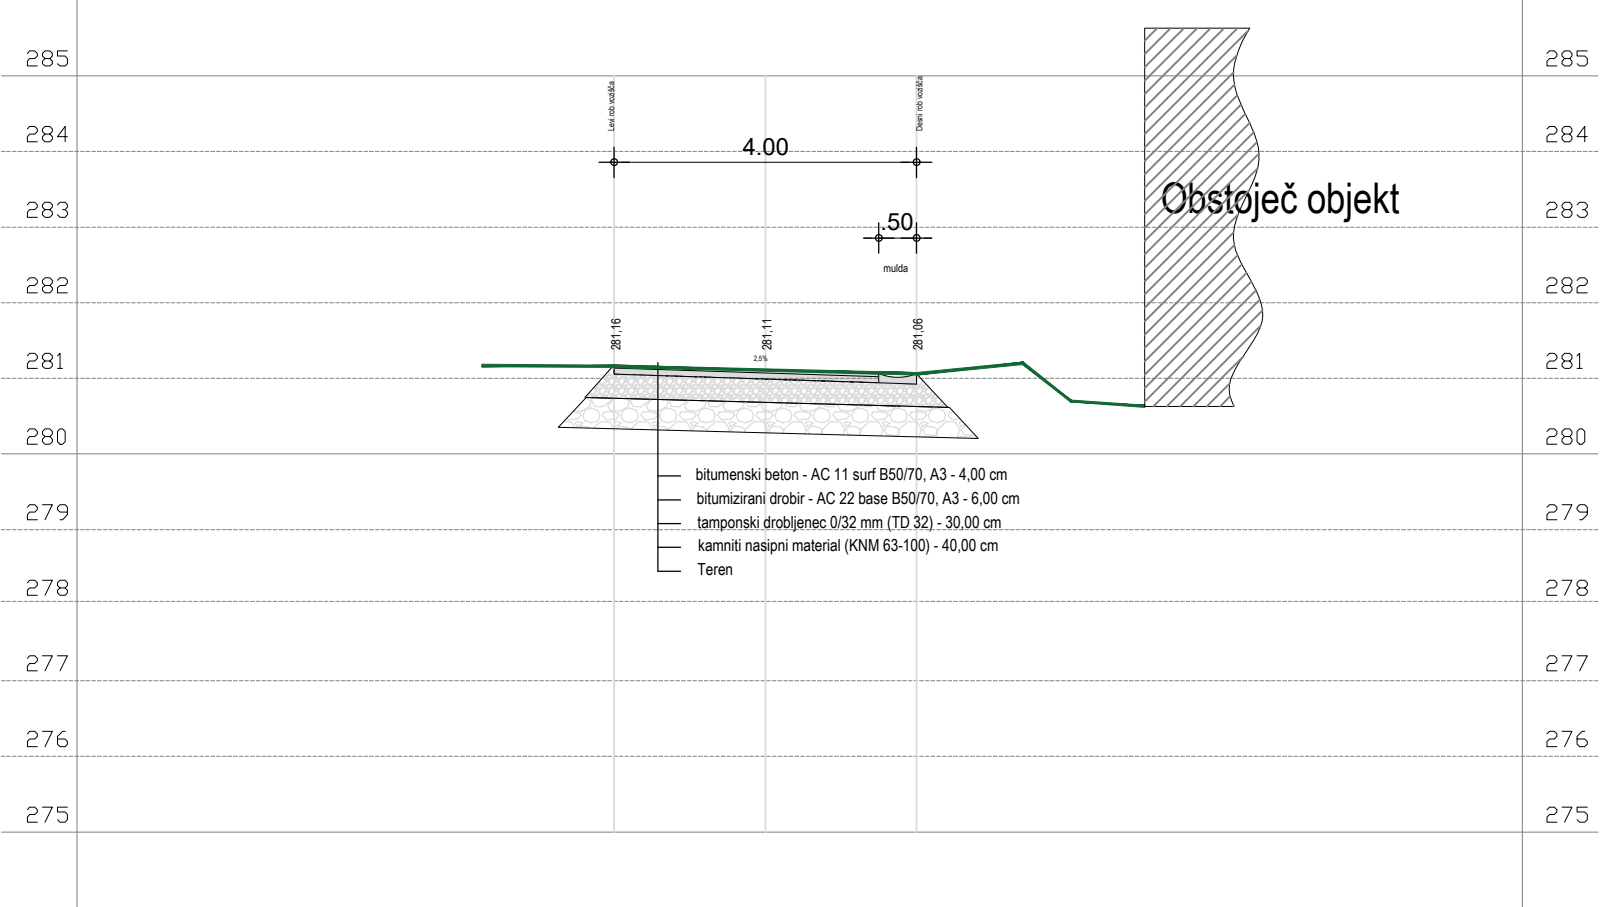 285 285
Levi rob vozišča
Desni rob vozišča
284 284
4.00
Obstoječ objekt
283 283
.50
mulda
282 282
281,16
281,11
281,06
2,5%
281 281
280 280
bitumenski beton - AC 11 surf B50/70, A3 - 4,00 cm
bitumizirani drobir - AC 22 base B50/70, A3 - 6,00 cm
279 279
tamponski drobljenec 0/32 mm (TD 32) - 30,00 cm
kamniti nasipni material (KNM 63-100) - 40,00 cm
Teren
278 278
277 277
276 276
275 275